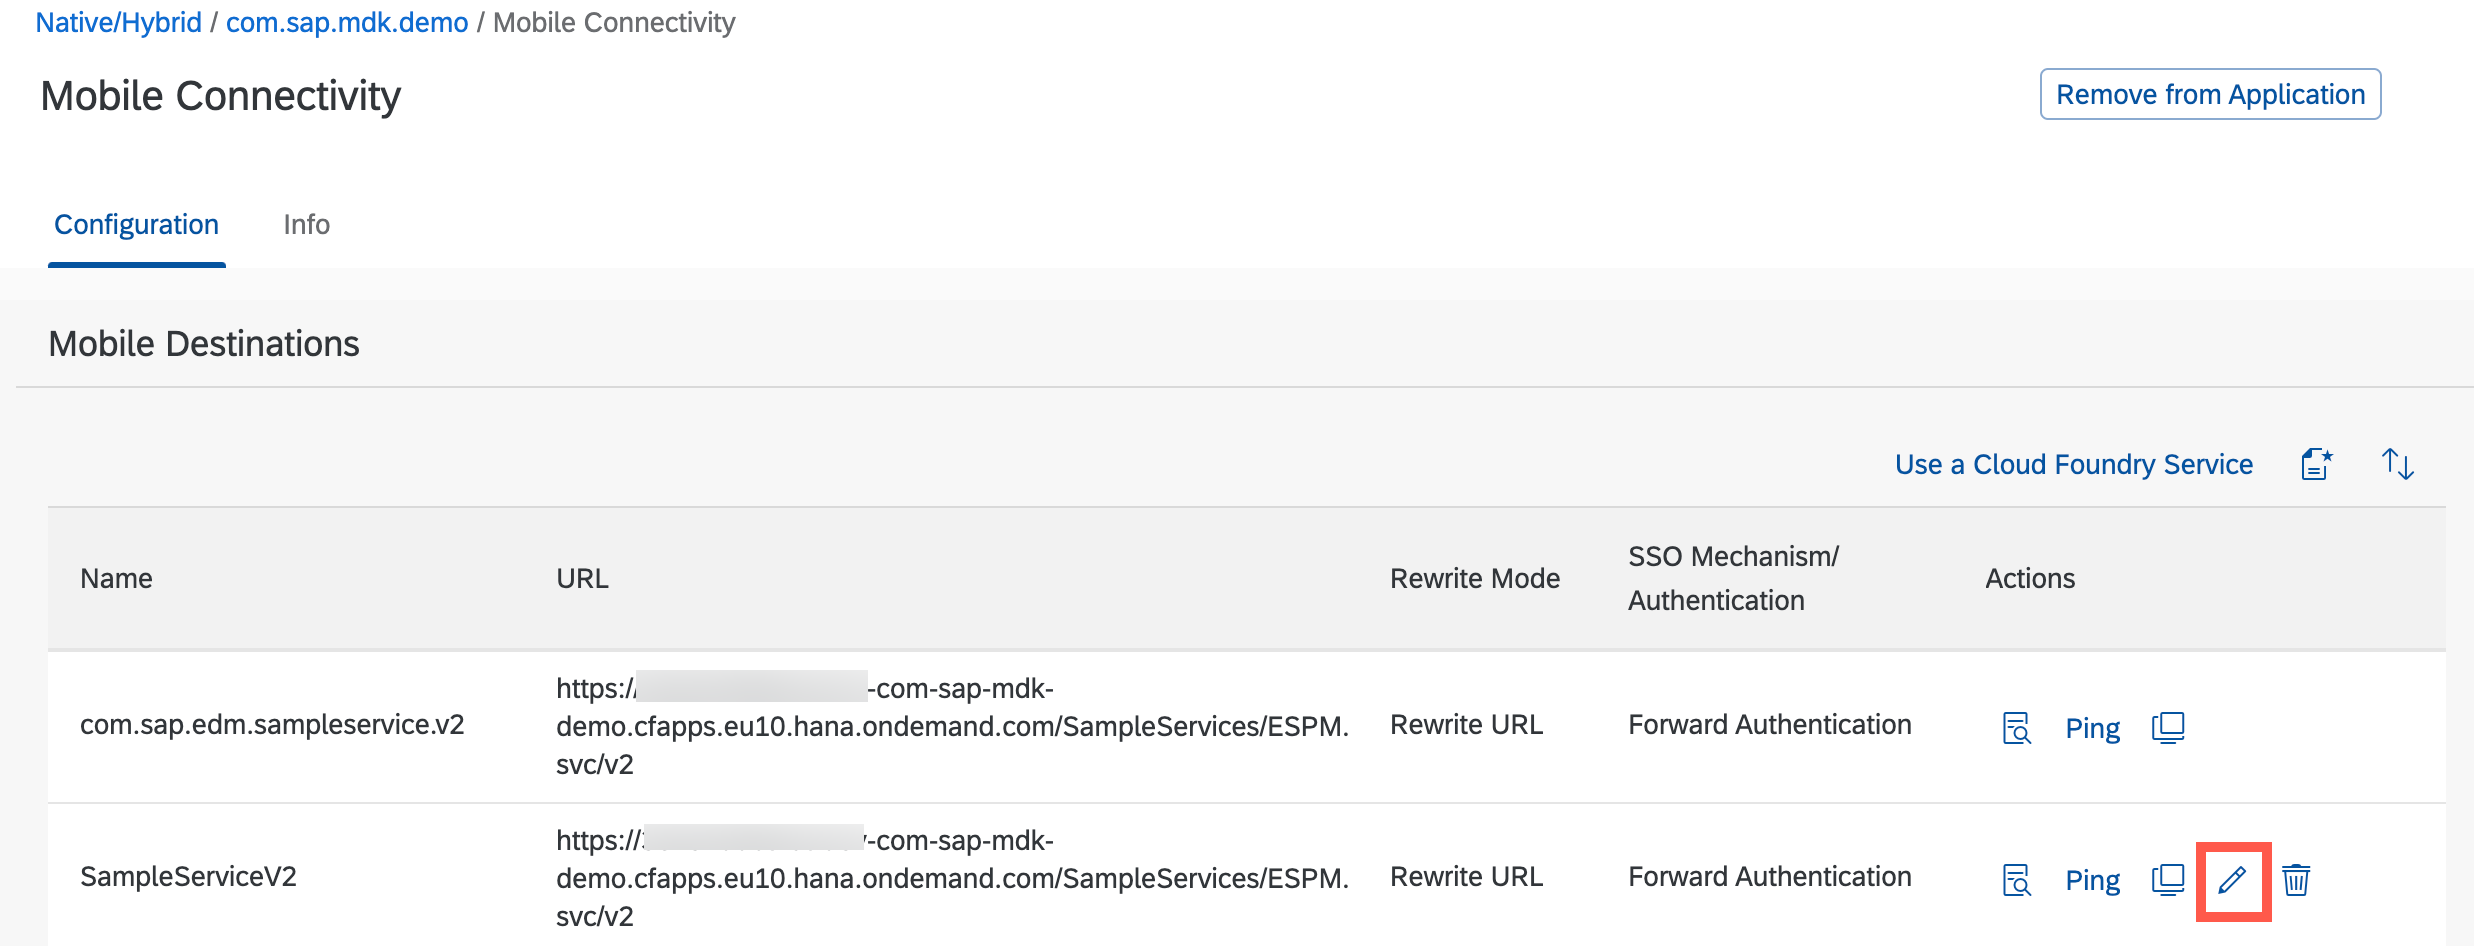 Native/Hybrid / com.sap.mdk.demo / Mobile Connectivity
Mobile Connectivity
Remove from Application
Configuration Info
Mobile Destinations
Use a Cloud Foundry Service
Name URL Rewrite Mode SSO Mechanism/
Authentication Actions
com.sap.edm.sampleservice.v2
https:// -com-sap-mdk-
demo.cfapps.eu10.hana.ondemand.com/SampleServices/ESPM.
svc/v2
Rewrite URL Forward Authentication Ping
SampleServiceV2
https:// -com-sap-mdk-
demo.cfapps.eu10.hana.ondemand.com/SampleServices/ESPM.
svc/v2
Rewrite URL Forward Authentication Ping